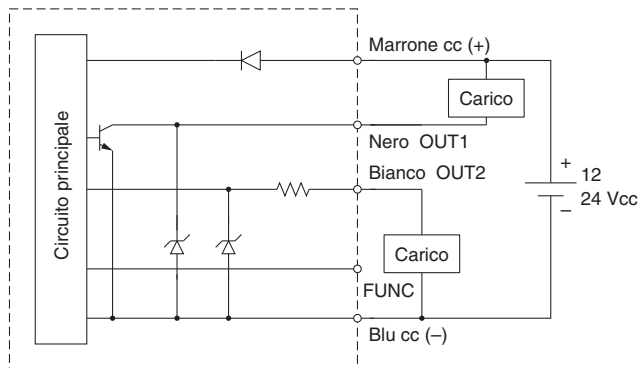 Marrone cc (+)
Carico
Nero OUT1
Bianco OUT2
+
12
24 Vcc
–
Circuito principale
Carico
FUNC
Blu cc (–)